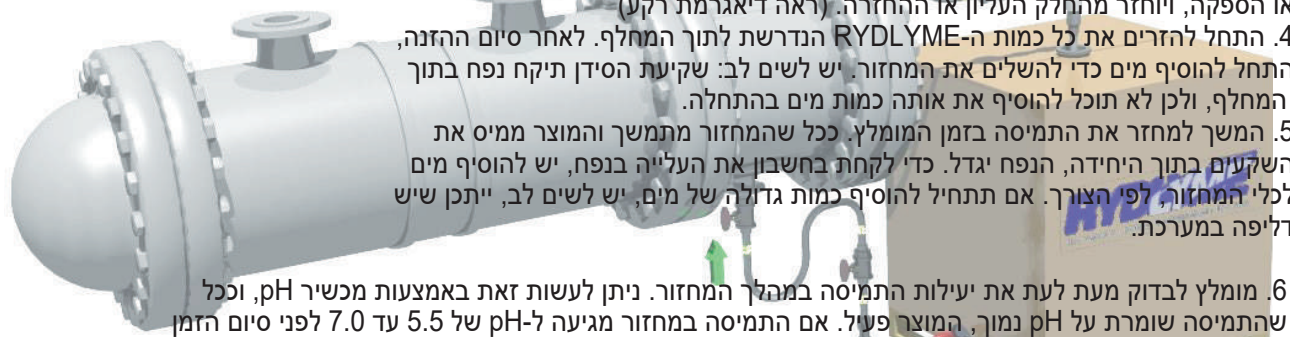 או הספקה, ויוחזר מהחלק העליון או ההחזרה. (ראה דיאגרמת רקע)
4. התחל להזרים את כל כמות ה-RYDLYME הנדרשת לתוך המחלף. לאחר סיום ההזנה,
התחל להוסיף מים כדי להשלים את המחזור. יש לשים לב: שקיעת הסידן תיקח נפח בתוך
המחלף, ולכן לא תוכל להוסיף את אותה כמות מים בהתחלה.
5. המשך למחזר את התמיסה בזמן המומלץ. ככל שהמחזור מתמשך והמוצר ממיס את
השקעים בתוך היחידה, הנפח יגדל. כדי לקחת בחשבון את העלייה בנפח, יש להוסיף מים
לכלי המחזור, לפי הצורך. אם תתחיל להוסיף כמות גדולה של מים, יש לשים לב, ייתכן שיש
דליפה במערכת.
RYDLYME
6. מומלץ לבדוק מעת לעת את יעילות התמיסה במהלך המחזור. ניתן לעשות זאת באמצעות מכשיר pH, וככל
שהתמיסה שומרת על pH נמוך, המוצר פעיל. אם התמיסה במחזור מגיעה ל-pH של 5.5 עד 7.0 לפני סיום הזמן